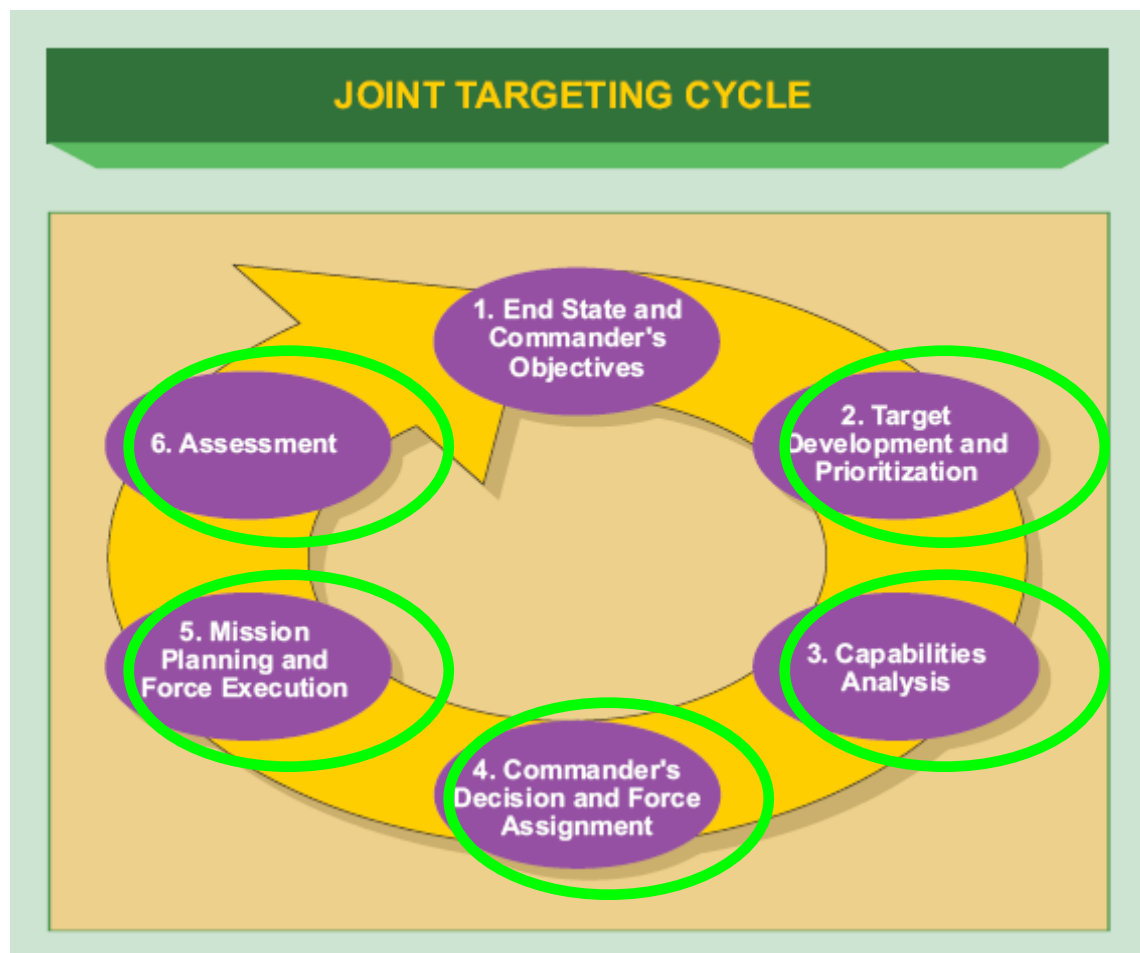 JOINT TARGETING CYCLE
1. End State and
Commander's
Objectives
2. Target
Development and
Prioritization
3. Capabilities
Analysis
4. Commander's
Decision and Force
Assignment
5. Mission
Planning and
Force Execution
6. Assessment